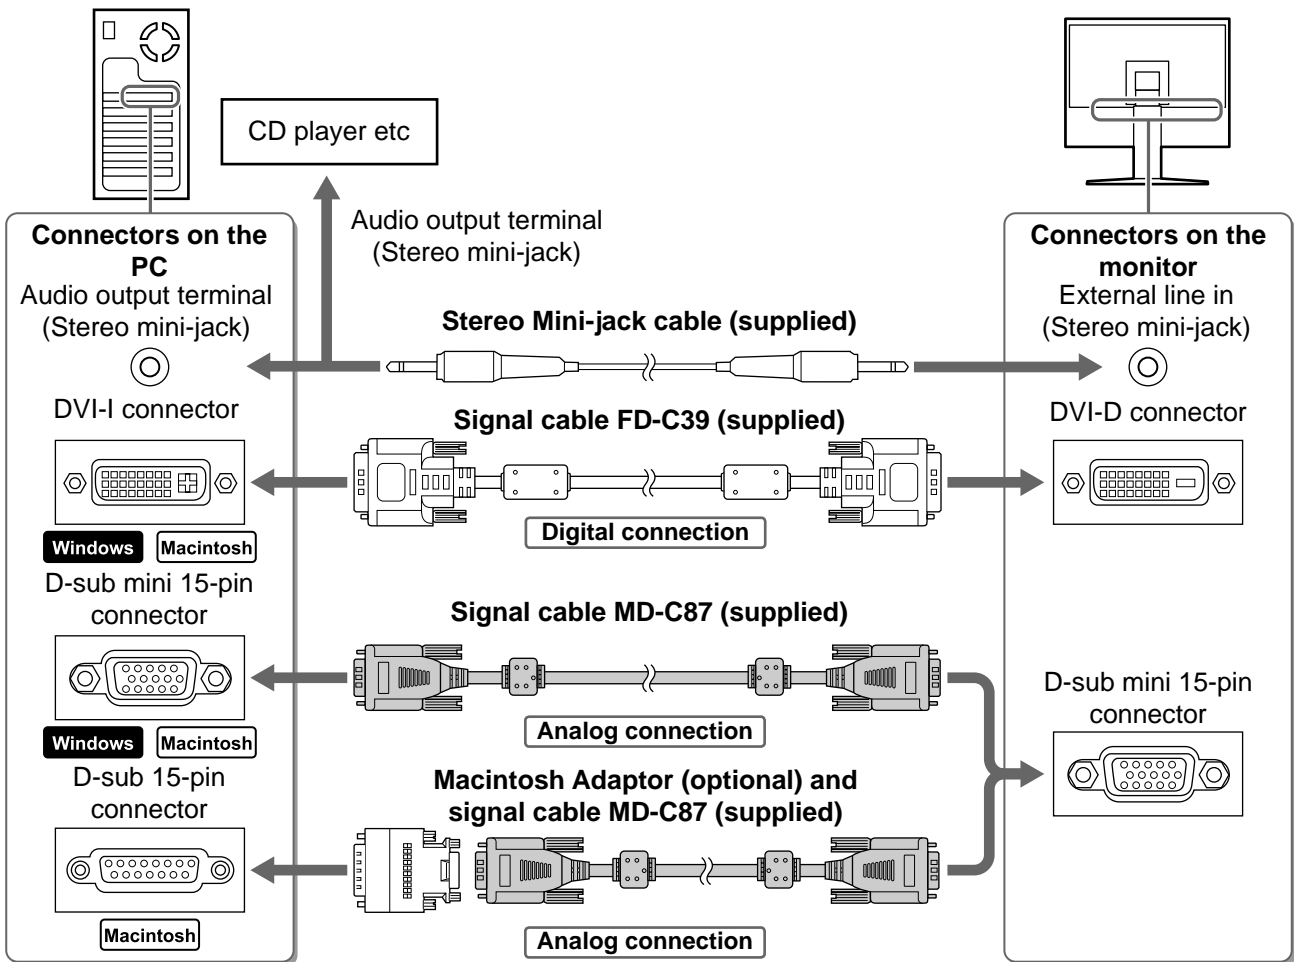 CD player etc
Audio output terminal
(Stereo mini-jack)
Connectors on the
PC
Audio output terminal
(Stereo mini-jack)
DVI-I connector
Windows
Macintosh
D-sub mini 15-pin
connector
Windows
Macintosh
D-sub 15-pin
connector
Macintosh
Stereo Mini-jack cable (supplied)
Signal cable FD-C39 (supplied)
Digital connection
Signal cable MD-C87 (supplied)
Analog connection
Macintosh Adaptor (optional) and
signal cable MD-C87 (supplied)
Analog connection
Connectors on the
monitor
External line in
(Stereo mini-jack)
DVI-D connector
D-sub mini 15-pin
connector